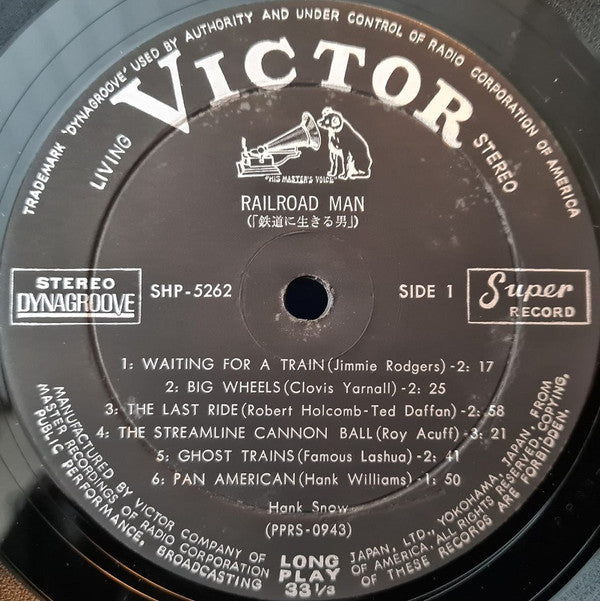 TRADEMARK 'DYNAGROOVE' USED BY AUTHORITY AND UNDER CONTROL OF RADIO CORPORATION OF AMERICA
LIVING VICTOR STEREO
"HIS MASTER'S VOICE"
RAILROAD MAN
(「鉄道に生きる男」)
STEREO
DYNAGROOVE
SHP-5262
SIDE 1
Super
RECORD
1: WAITING FOR A TRAIN (Jimmie Rodgers)-2: 17
2: BIG WHEELS (Clovis Yarnall)-2: 25
3: THE LAST RIDE (Robert Holcomb-Ted Daffan)-2: 58
4: THE STREAMLINE CANNON BALL (Roy Acuff)-3: 21
5: GHOST TRAINS (Famous Lashua)-2: 41
6: PAN AMERICAN (Hank Williams)-1: 50
Hank Snow
(PPRS-0943)
MANUFACTURED BY VICTOR COMPANY OF JAPAN, LTD., YOKOHAMA, JAPAN, FROM
MASTER RECORDINGS OF RADIO CORPORATION OF AMERICA, ALL RIGHTS RESERVED, COPYING,
PUBLIC PERFORMANCE, BROADCASTING OF THESE RECORDS ARE FORBIDDEN.
LONG
PLAY
33 1/3